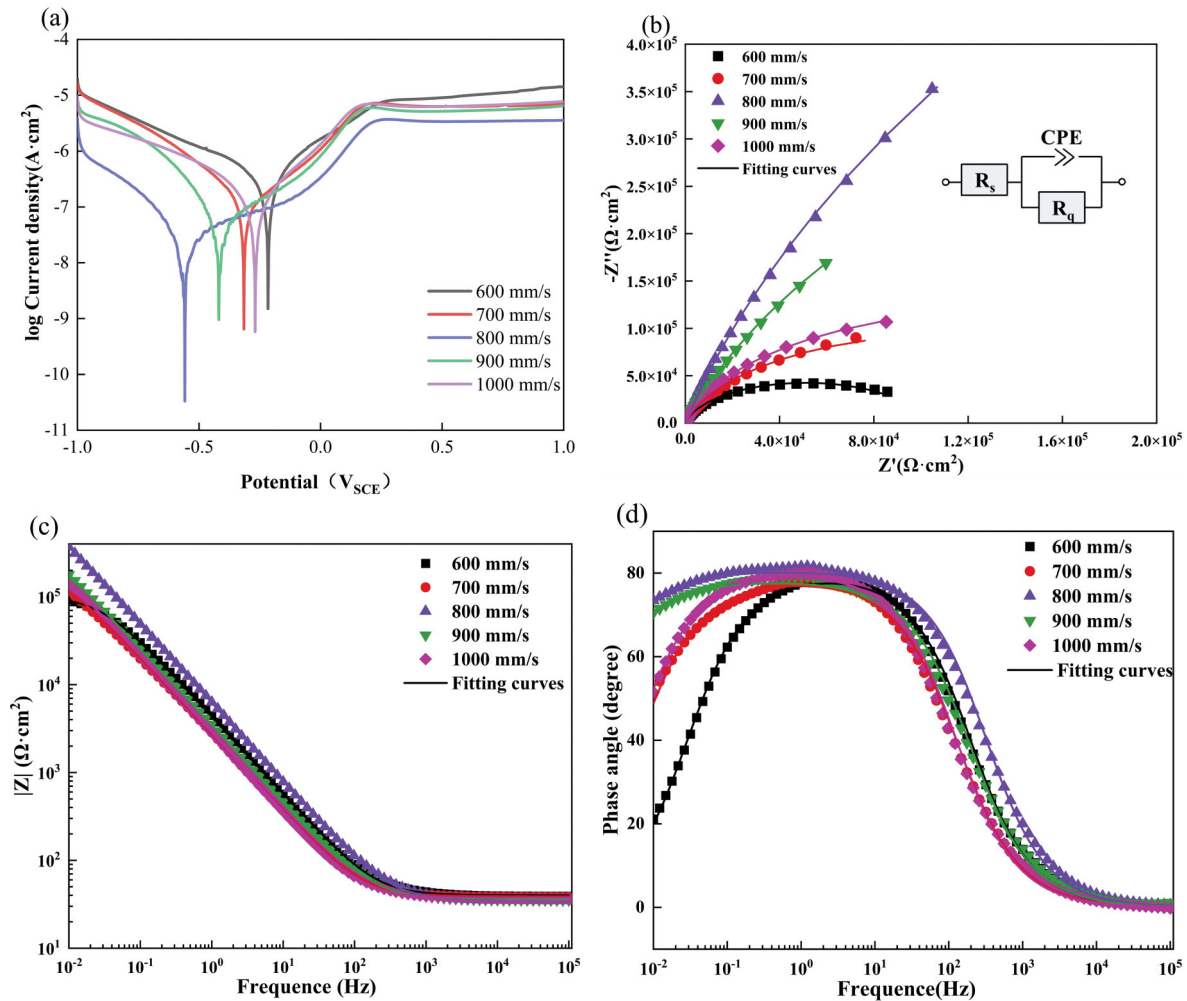 (a)
log Current density(A·cm²)
-4
-5
-6
-7
-8
-9
-10
-11
-1.0
-0.5
0.0
0.5
1.0
Potential（V_SCE）
600 mm/s
700 mm/s
800 mm/s
900 mm/s
1000 mm/s
(b)
-Z''(Ω·cm²)
4.0×10⁵
3.5×10⁵
3.0×10⁵
2.5×10⁵
2.0×10⁵
1.5×10⁵
1.0×10⁵
5.0×10⁴
0.0
0.0
4.0×10⁴
8.0×10⁴
1.2×10⁵
1.6×10⁵
2.0×10⁵
Z'(Ω·cm²)
600 mm/s
700 mm/s
800 mm/s
900 mm/s
1000 mm/s
Fitting curves
CPE
R_s
R_q
(c)
|Z| (Ω·cm²)
10⁵
10⁴
10³
10²
10¹
10⁻²
10⁻¹
10⁰
10¹
10²
10³
10⁴
10⁵
Frequence (Hz)
600 mm/s
700 mm/s
800 mm/s
900 mm/s
1000 mm/s
Fitting curves
(d)
Phase angle (degree)
80
60
40
20
0
10⁻²
10⁻¹
10⁰
10¹
10²
10³
10⁴
10⁵
Frequence(Hz)
600 mm/s
700 mm/s
800 mm/s
900 mm/s
1000 mm/s
Fitting curves